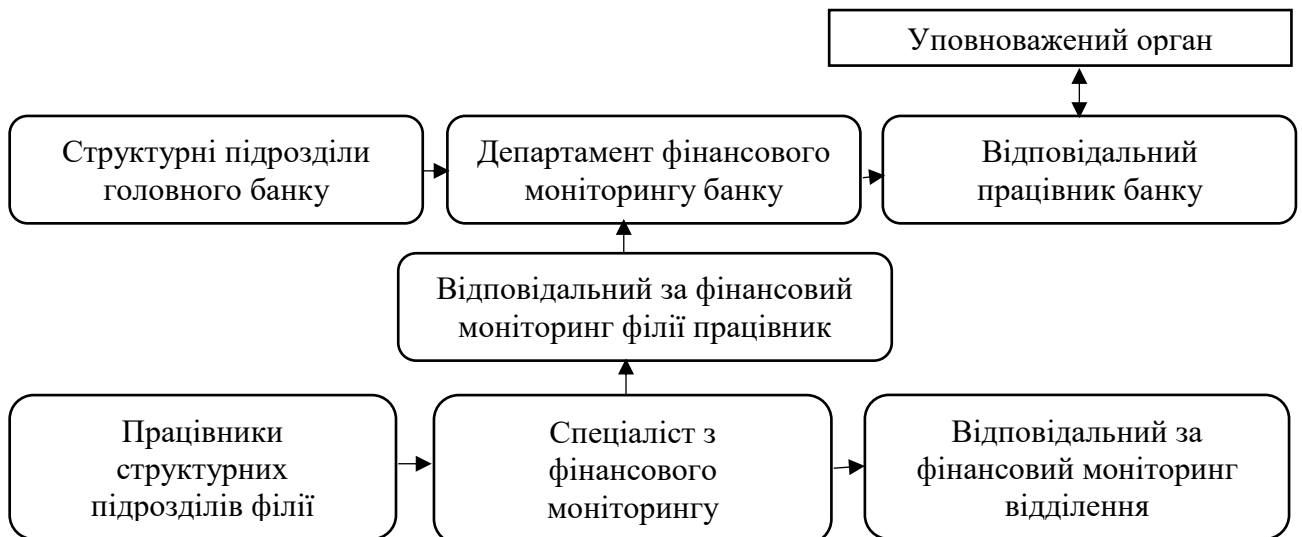 Уповноважений орган
Структурні підрозділи
головного банку
Департамент фінансового
моніторингу банку
Відповідальний
працівник банку
Відповідальний за фінансовий
моніторинг філії працівник
Працівники
структурних
підрозділів філії
Спеціаліст з
фінансового
моніторингу
Відповідальний за
фінансовий моніторинг
відділення